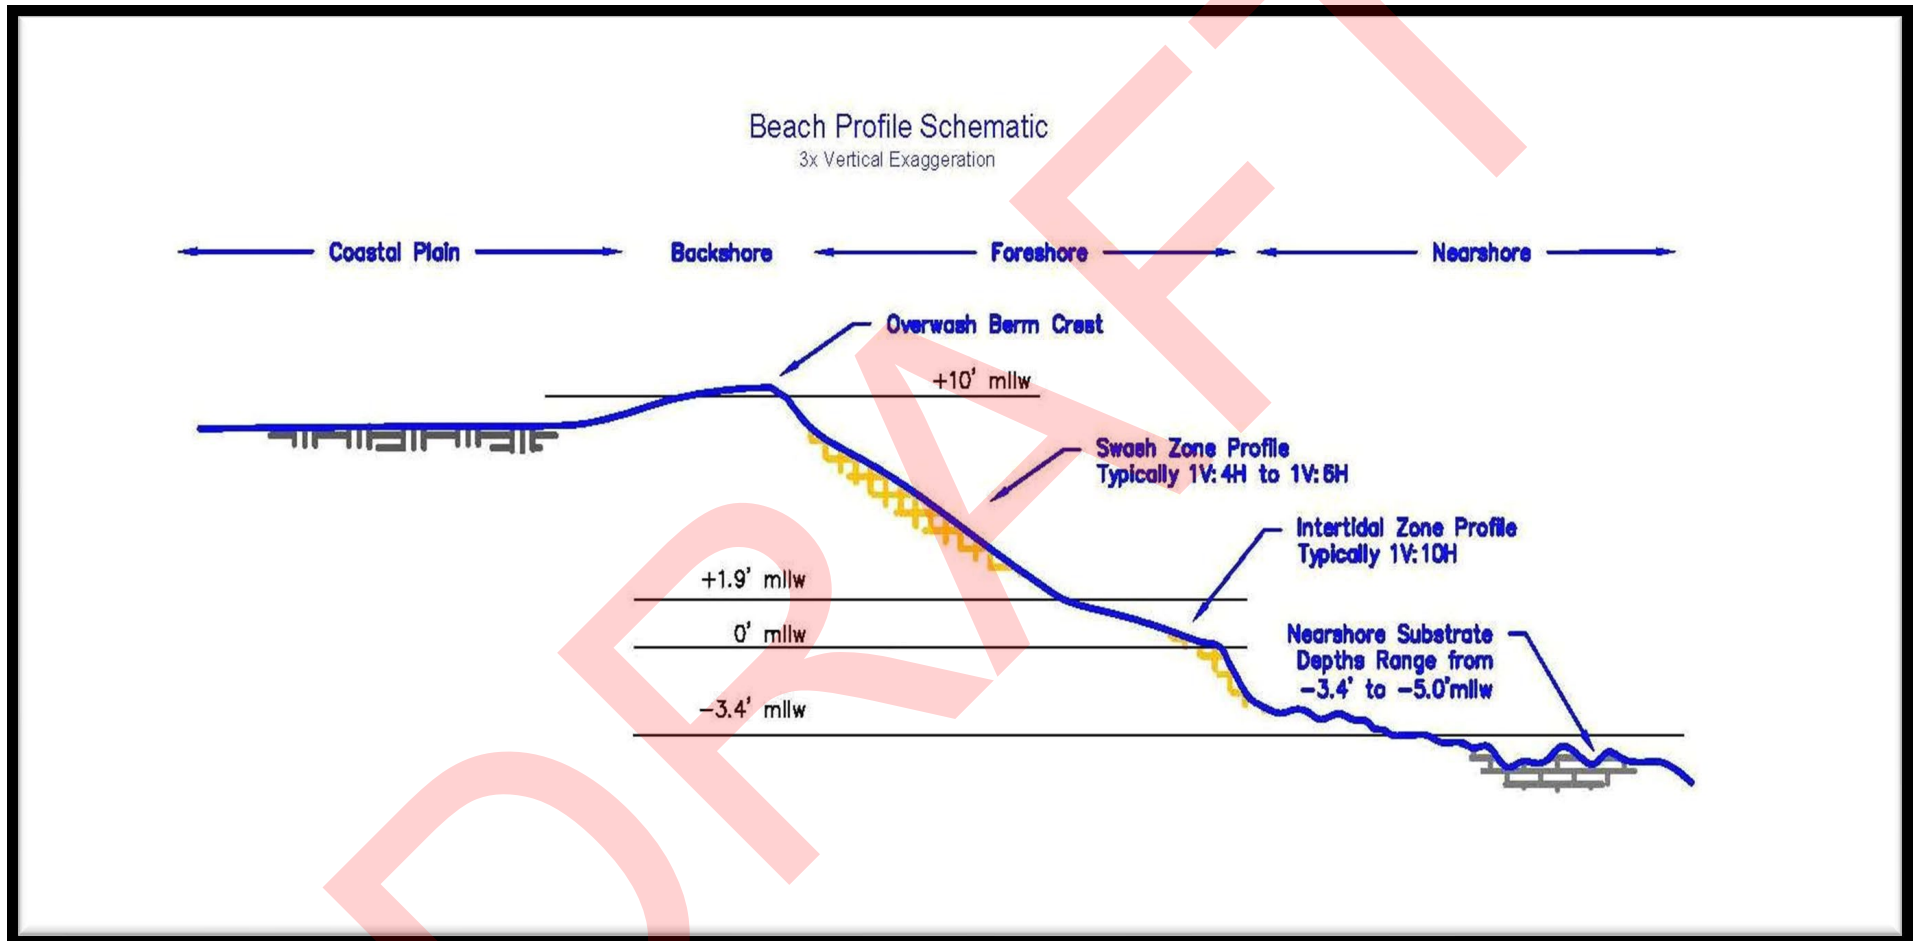 Beach Profile Schematic
3x Vertical Exaggeration
Coastal Plain
Backshore
Foreshore
Nearshore
Overwash Berm Crest
+10' mllw
Swash Zone Profile
Typically 1V:4H to 1V:6H
Intertidal Zone Profile
Typically 1V:10H
+1.9' mllw
0' mllw
Nearshore Substrate
Depths Range from
-3.4' to -5.0'mllw
-3.4' mllw
DRAFT